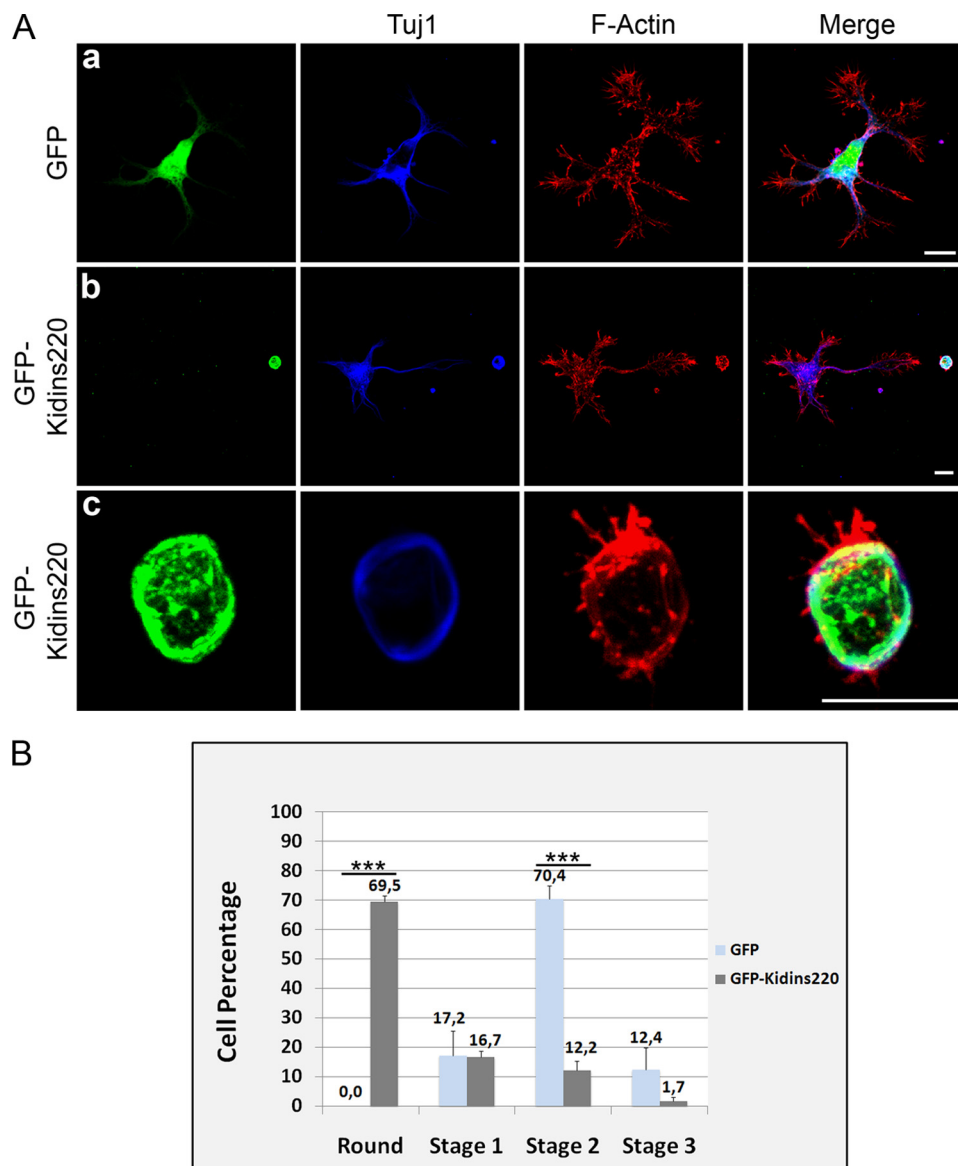 A
Tuj1
F-Actin
Merge
GFP
a
GFP-
Kidins220
b
GFP-
Kidins220
c
B
Cell Percentage
100
90
80
70
60
50
40
30
20
10
0
***
69,5
0,0
17,2
16,7
***
70,4
12,2
12,4
1,7
Round
Stage 1
Stage 2
Stage 3
GFP
GFP-Kidins220